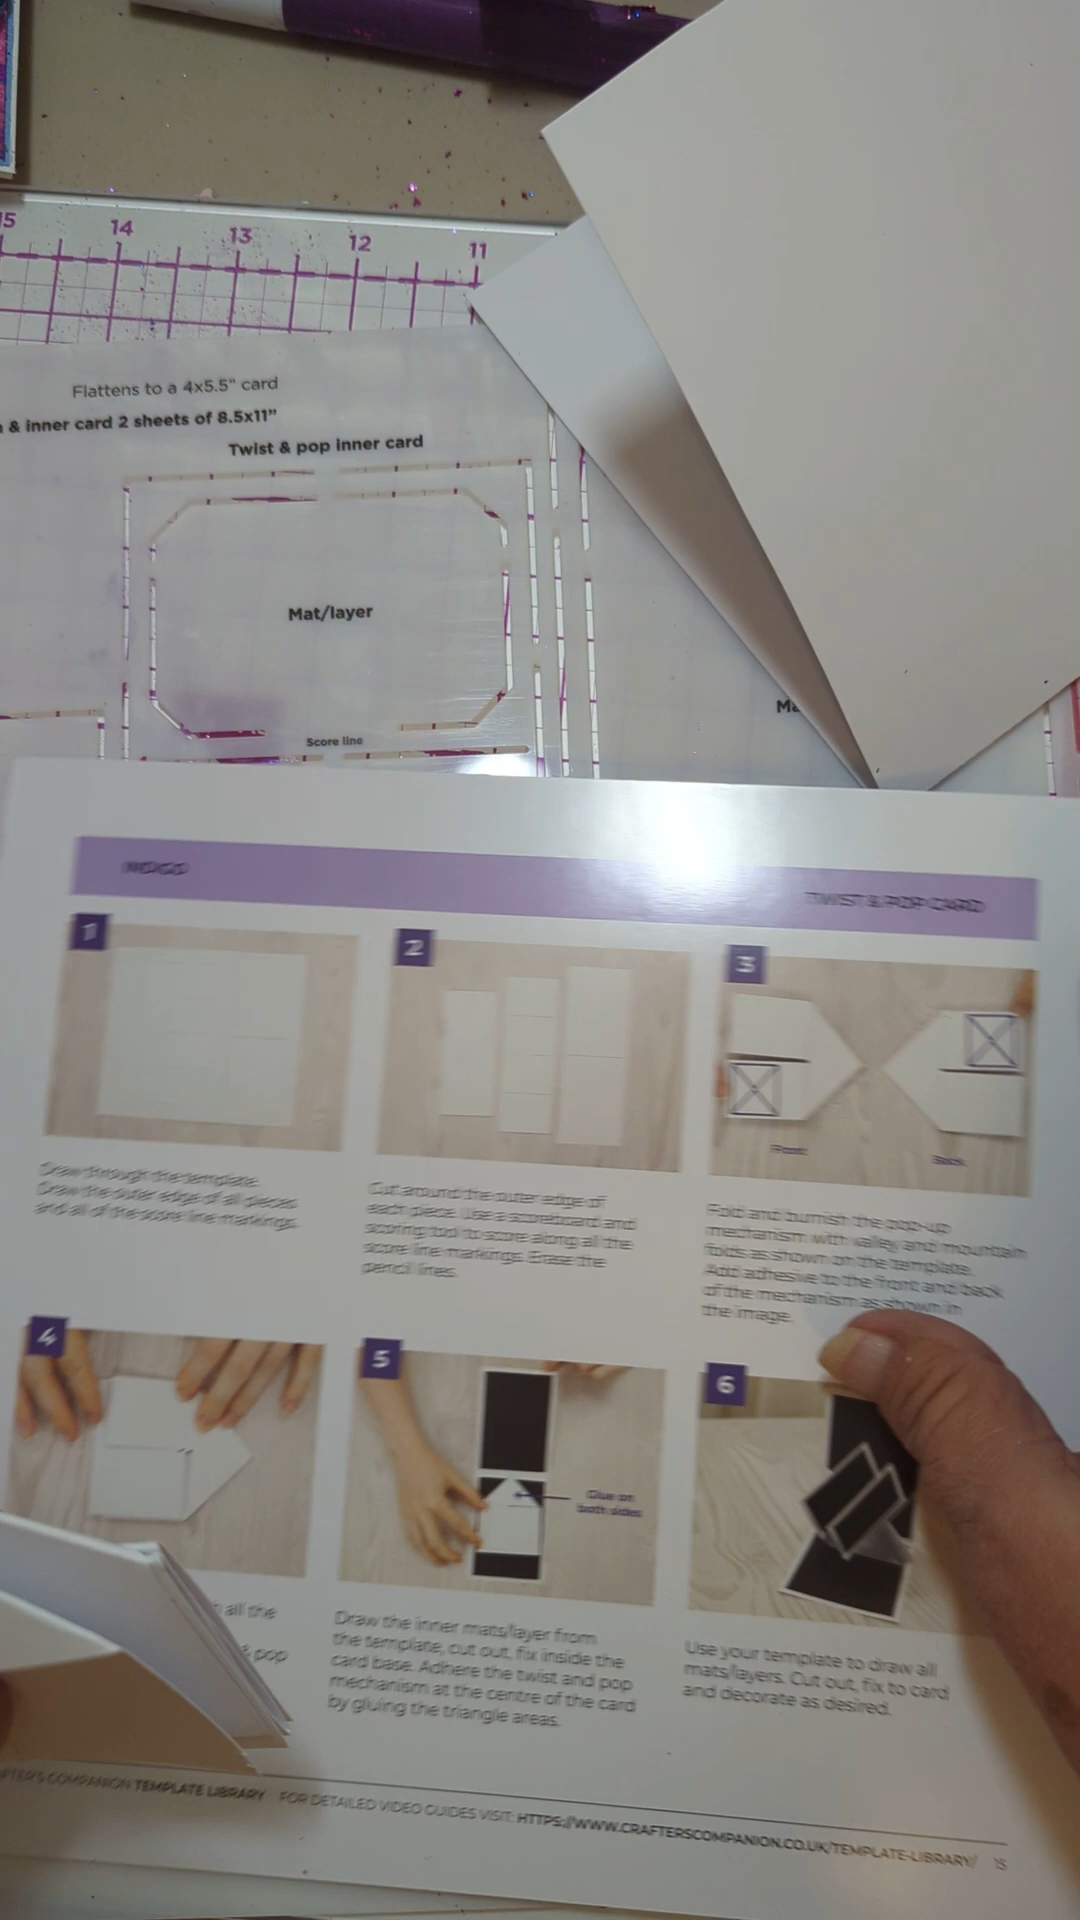 15 14 13 12 11
Flattens to a 4x5.5" card
& inner card 2 sheets of 8.5x11"
Twist & pop inner card
Mat/layer
Score line
INDIGO
TWIST & POP CARD
1
2
3
Front
Back
Draw through the template.
Draw the outer edge of all pieces
and all of the score line markings.
Cut around the outer edge of
each piece. Use a scoreboard and
scoring tool to score along all the
score line markings. Erase the
pencil lines.
Fold and burnish the pop-up
mechanism with valley and mountain
folds as shown on the template.
Add adhesive to the front and back
of the mechanism as shown in
the image.
4
5
6
Glue on
both sides
all the
& pop
Draw the inner mats/layer from
the template, cut out, fix inside the
card base. Adhere the twist and pop
mechanism at the centre of the card
by gluing the triangle areas.
Use your template to draw all
mats/layers. Cut out, fix to card
and decorate as desired.
COMPANION TEMPLATE LIBRARY FOR DETAILED VIDEO GUIDES VISIT: HTTPS://WWW.CRAFTERSCOMPANION.CO.UK/TEMPLATE-LIBRARY/ 15